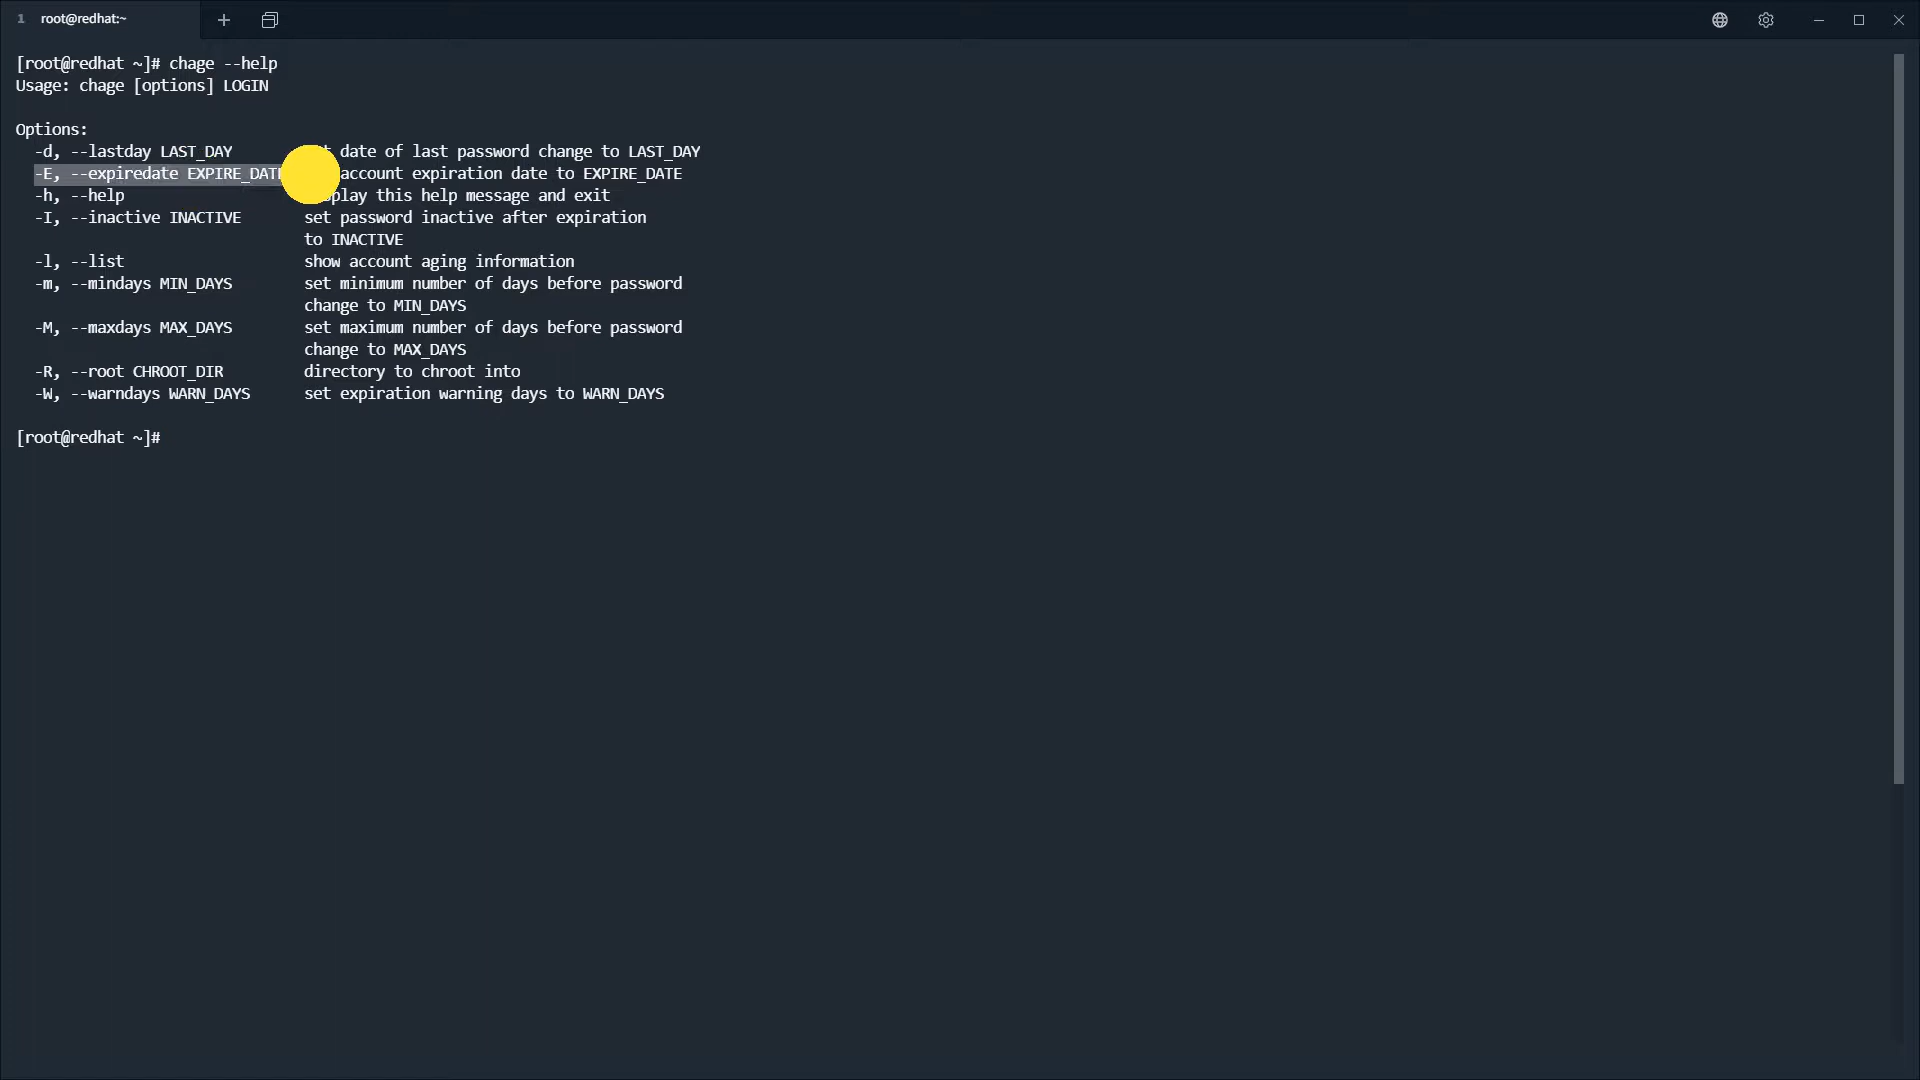 1 root@redhat:~
[root@redhat ~]# chage --help
Usage: chage [options] LOGIN
Options:
-d, --lastday LAST_DAY date of last password change to LAST_DAY
-E, --expiredate EXPIRE_DATE account expiration date to EXPIRE_DATE
-h, --help this help message and exit
-I, --inactive INACTIVE set password inactive after expiration
to INACTIVE
-l, --list show account aging information
-m, --mindays MIN_DAYS set minimum number of days before password
change to MIN_DAYS
-M, --maxdays MAX_DAYS set maximum number of days before password
change to MAX_DAYS
-R, --root CHROOT_DIR directory to chroot into
-W, --warndays WARN_DAYS set expiration warning days to WARN_DAYS
[root@redhat ~]#